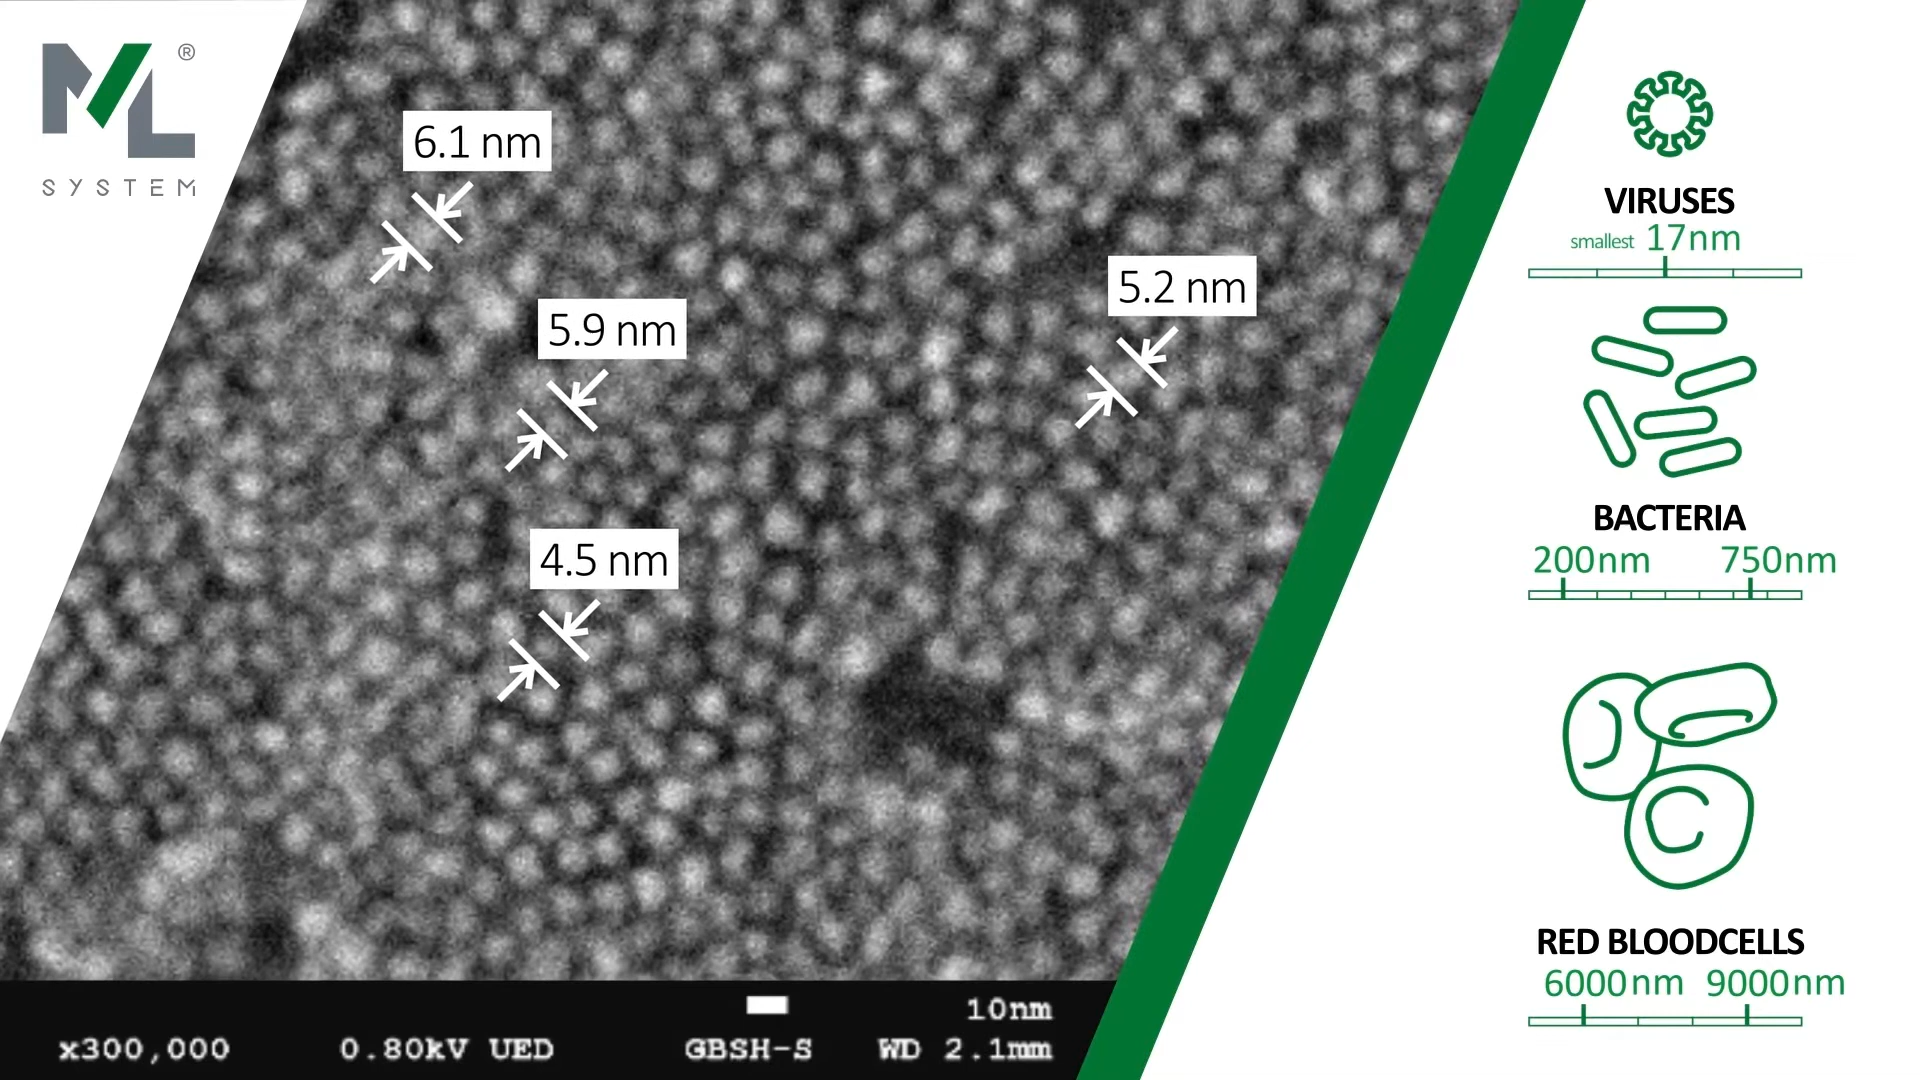 ML®
SYSTEM
6.1 nm
5.9 nm
5.2 nm
4.5 nm
10nm
x300,000 0.80kV UED GBSH-S WD 2.1mm
VIRUSES
smallest 17nm
BACTERIA
200nm 750nm
RED BLOODCELLS
6000nm 9000nm